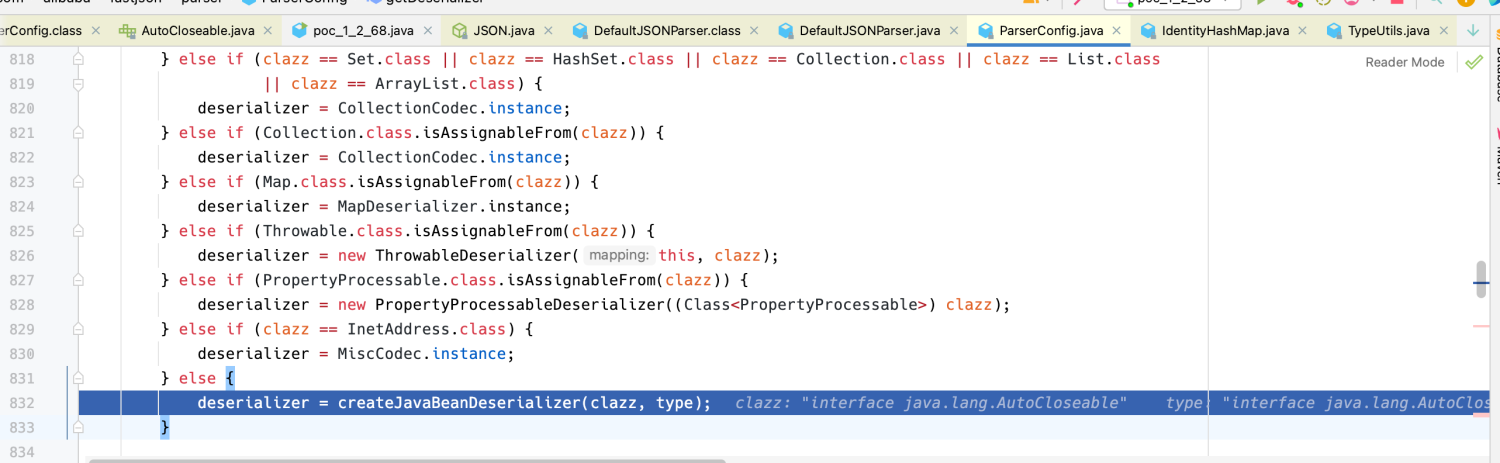 alibaba fastjson parser ParserConfig getDeserializer
erConfig.class AutoCloseable.java poc_1_2_68.java JSON.java DefaultJSONParser.class DefaultJSONParser.java ParserConfig.java IdentityHashMap.java TypeUtils.java
Reader Mode
818 } else if (clazz == Set.class || clazz == HashSet.class || clazz == Collection.class || clazz == List.class
819 || clazz == ArrayList.class) {
820 deserializer = CollectionCodec.instance;
821 } else if (Collection.class.isAssignableFrom(clazz)) {
822 deserializer = CollectionCodec.instance;
823 } else if (Map.class.isAssignableFrom(clazz)) {
824 deserializer = MapDeserializer.instance;
825 } else if (Throwable.class.isAssignableFrom(clazz)) {
826 deserializer = new ThrowableDeserializer( mapping: this, clazz);
827 } else if (PropertyProcessable.class.isAssignableFrom(clazz)) {
828 deserializer = new PropertyProcessableDeserializer((Class<PropertyProcessable>) clazz);
829 } else if (clazz == InetAddress.class) {
830 deserializer = MiscCodec.instance;
831 } else {
832 deserializer = createJavaBeanDeserializer(clazz, type); clazz: "interface java.lang.AutoCloseable" type: "interface java.lang.AutoClos
833 }
834